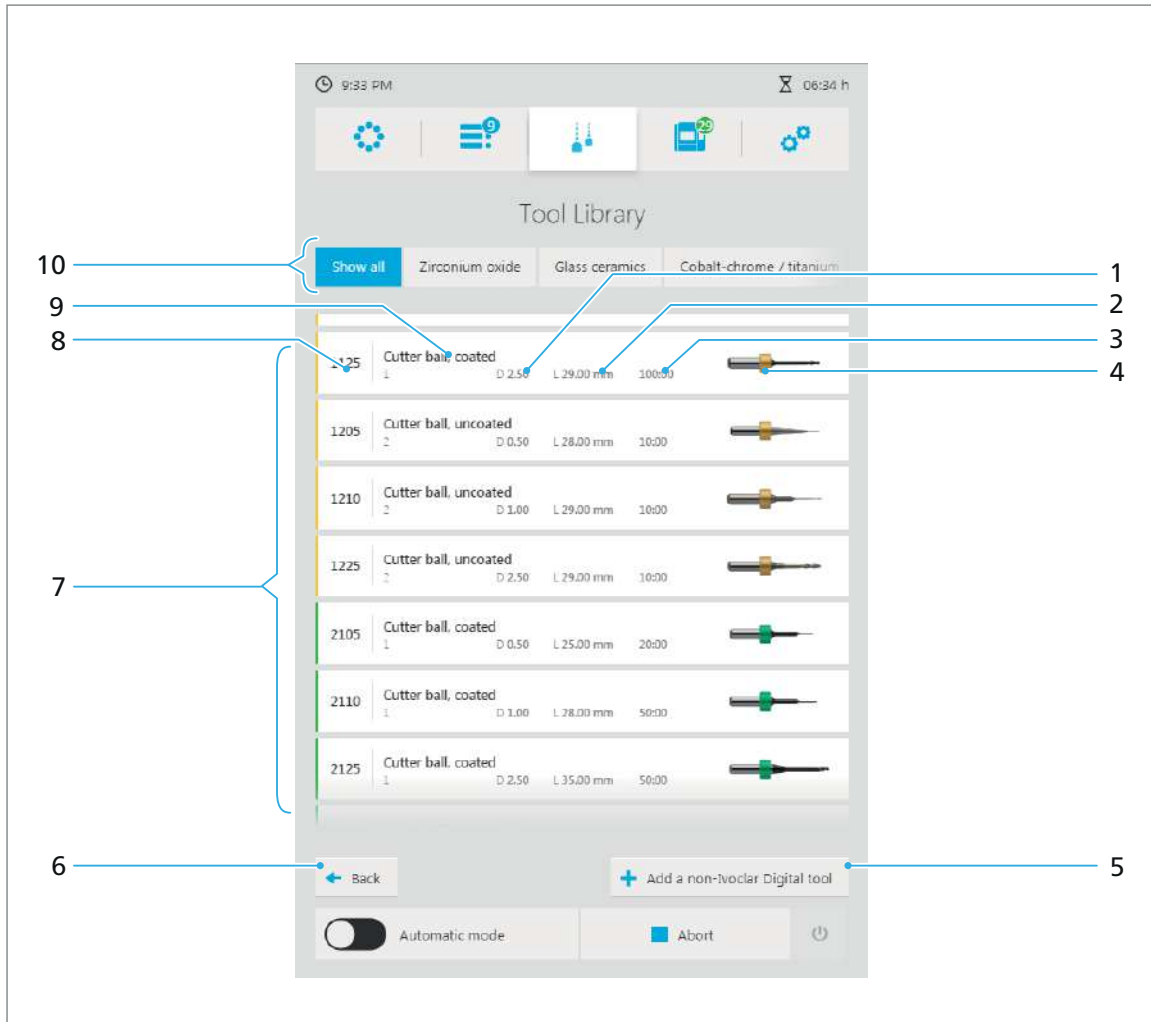 9:33 PM 06:34 h
9 29
Tool Library
10
Show all Zirconium oxide Glass ceramics Cobalt-chrome / titanium
1
9
2
8
3
4
1125 Cutter ball, coated
1 D 2.50 L 29.00 mm 100:00
1205 Cutter ball, uncoated
2 D 0.50 L 28.00 mm 10:00
1210 Cutter ball, uncoated
2 D 1.00 L 29.00 mm 10:00
1225 Cutter ball, uncoated
2 D 2.50 L 29.00 mm 10:00
7
2105 Cutter ball, coated
1 D 0.50 L 25.00 mm 20:00
2110 Cutter ball, coated
1 D 1.00 L 28.00 mm 50:00
2125 Cutter ball, coated
1 D 2.50 L 35.00 mm 50:00
6
5
Back Add a non-Ivoclar Digital tool
Automatic mode Abort